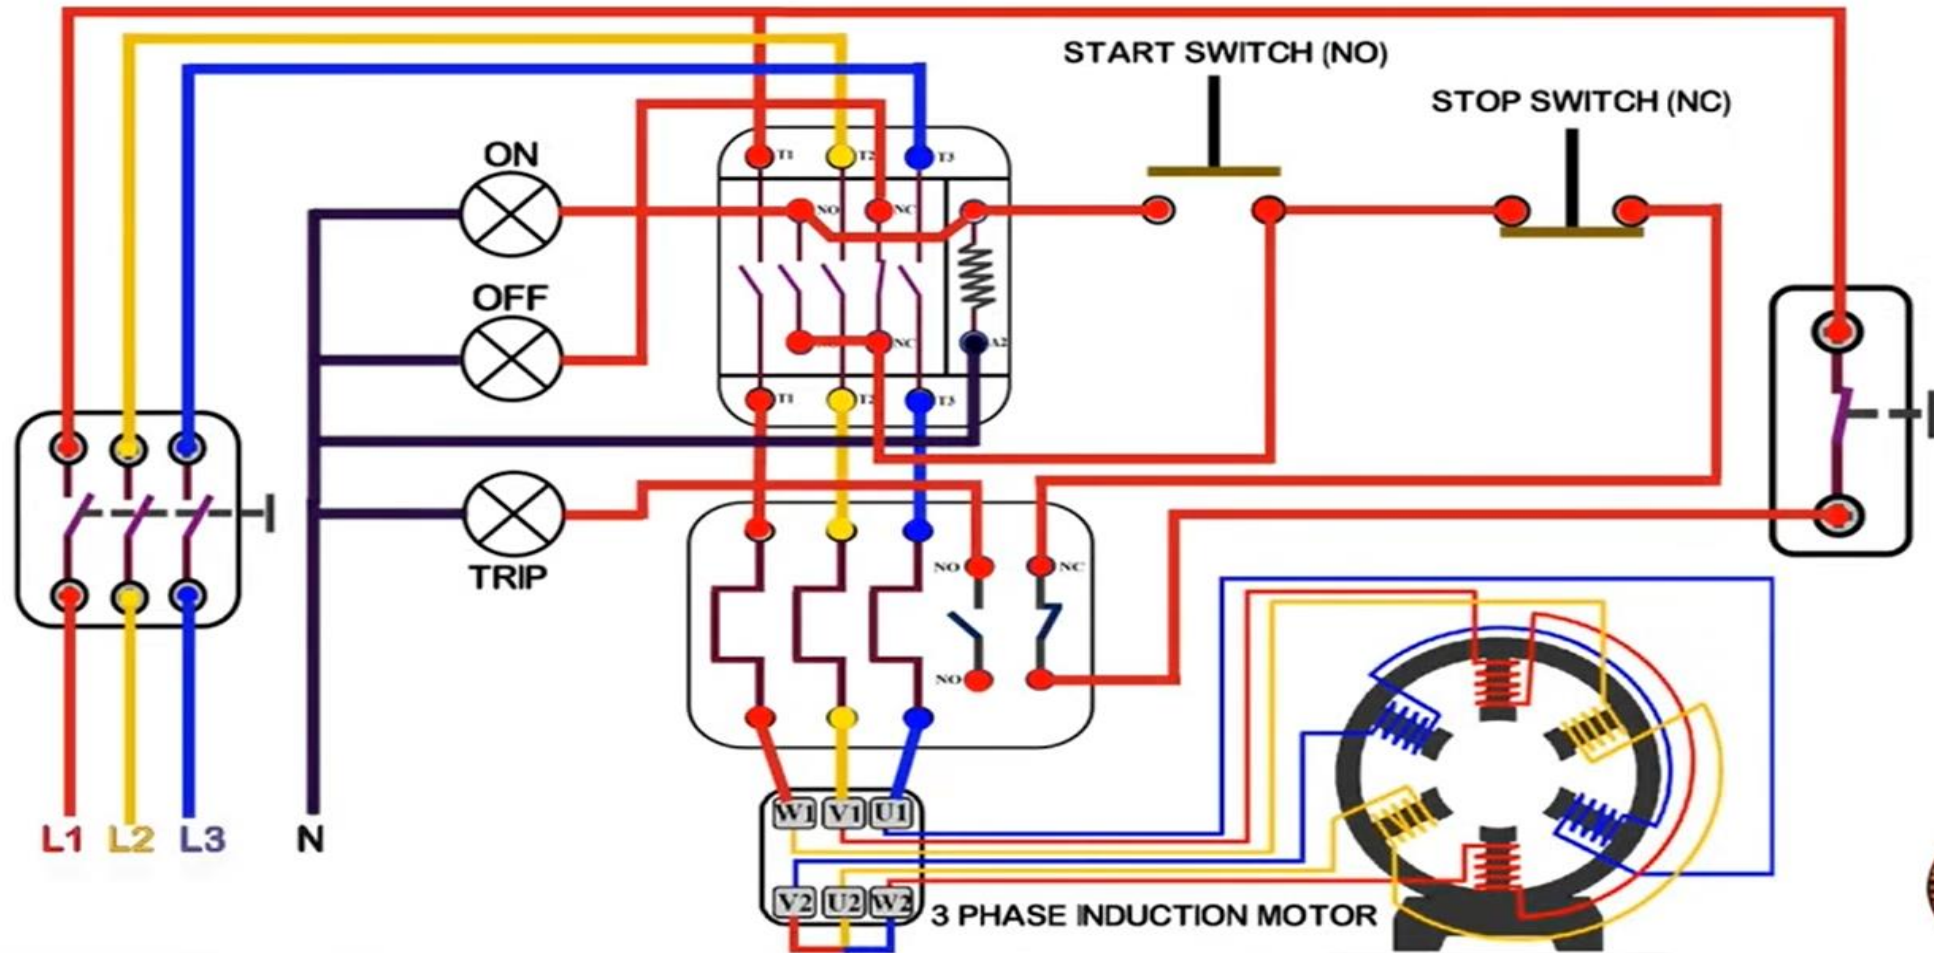 START SWITCH (NO)
STOP SWITCH (NC)
ON
T1 T2 T3
NO NC
OFF
NC A2
T1 T2 T3
TRIP
NO NC
NO
W1 V1 U1
L1 L2 L3 N
V2 U2 W2
3 PHASE INDUCTION MOTOR